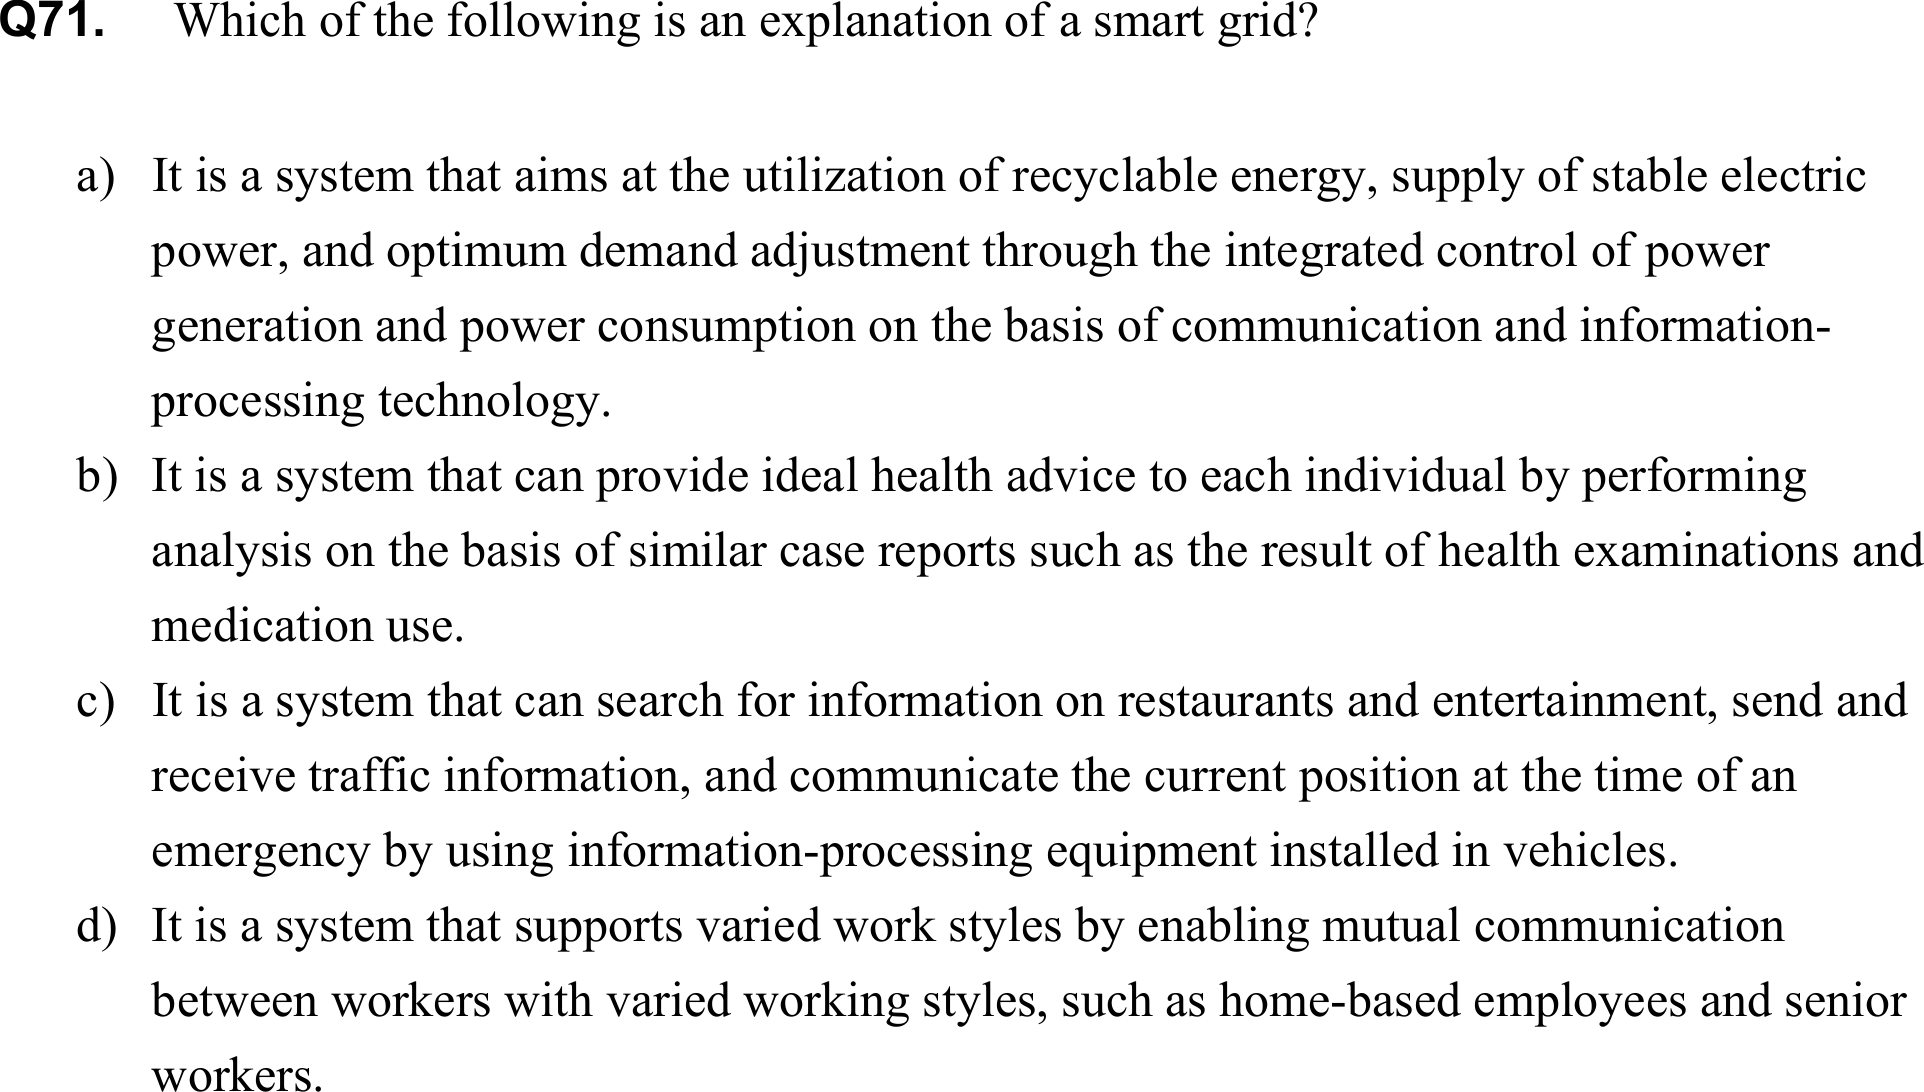 Q71. Which of the following is an explanation of a smart grid?
a) It is a system that aims at the utilization of recyclable energy, supply of stable electric
power, and optimum demand adjustment through the integrated control of power
generation and power consumption on the basis of communication and information-
processing technology.
b) It is a system that can provide ideal health advice to each individual by performing
analysis on the basis of similar case reports such as the result of health examinations and
medication use.
c) It is a system that can search for information on restaurants and entertainment, send and
receive traffic information, and communicate the current position at the time of an
emergency by using information-processing equipment installed in vehicles.
d) It is a system that supports varied work styles by enabling mutual communication
between workers with varied working styles, such as home-based employees and senior
workers.